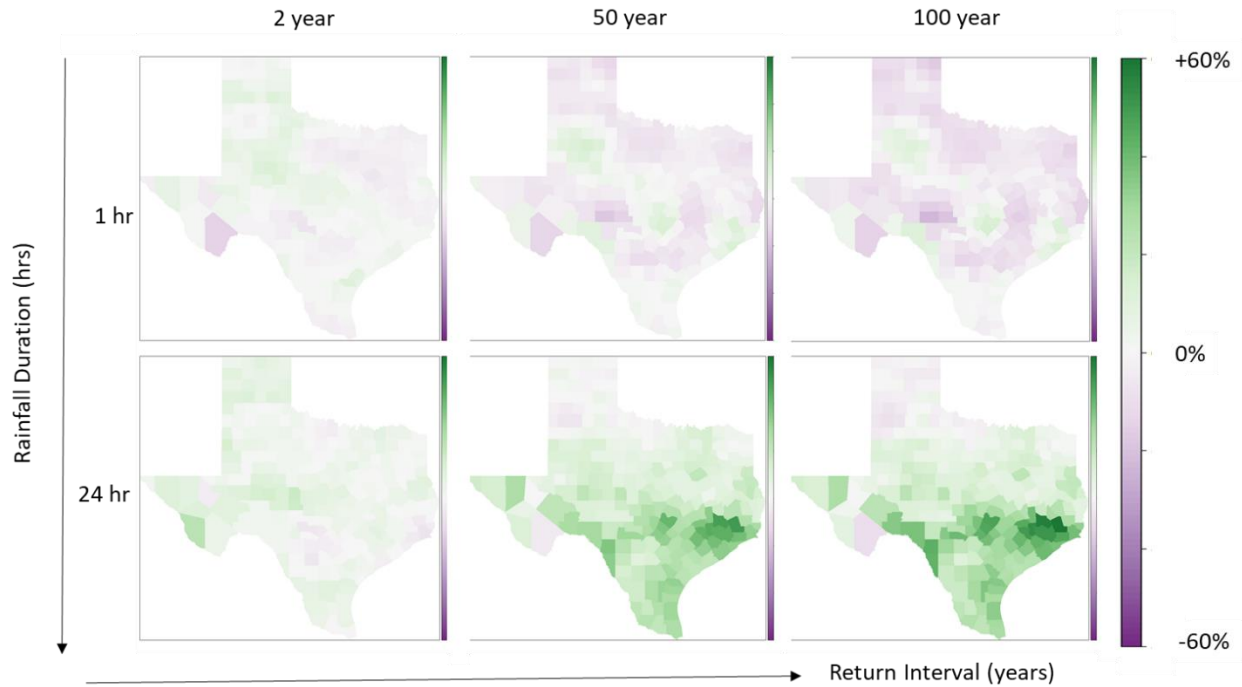 2 year
50 year
100 year
+60%
0%
-60%
1 hr
24 hr
Rainfall Duration (hrs)
Return Interval (years)